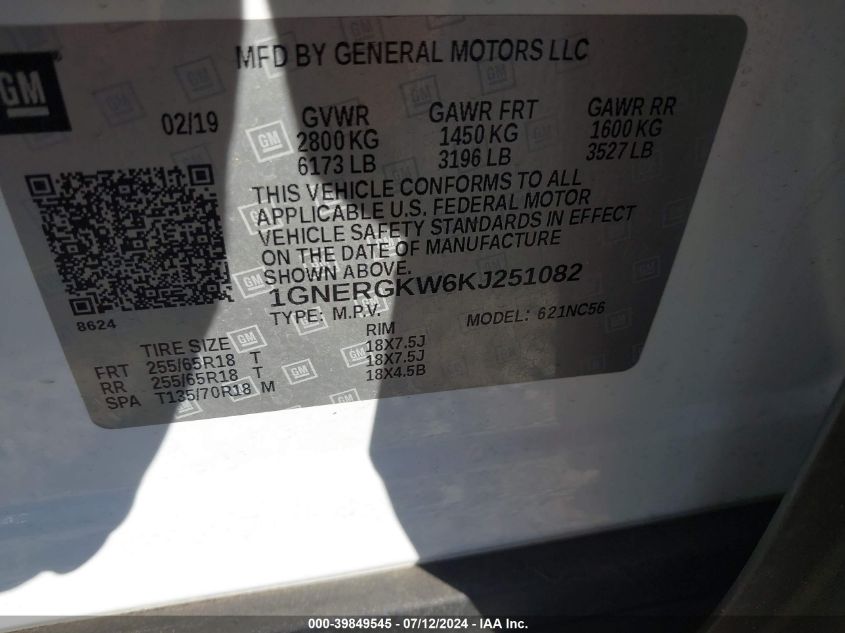 MFD BY GENERAL MOTORS LLC
GM
02/19
GVWR GAWR FRT GAWR RR
2800 KG 1450 KG 1600 KG
6173 LB 3196 LB 3527 LB
THIS VEHICLE CONFORMS TO ALL
APPLICABLE U.S. FEDERAL MOTOR
VEHICLE SAFETY STANDARDS IN EFFECT
ON THE DATE OF MANUFACTURE
SHOWN ABOVE.
1GNERGKW6KJ251082
8624
TYPE: M.P.V. MODEL: 621NC56
TIRE SIZE RIM
FRT 255/65R18 T 18X7.5J
RR 255/65R18 T 18X7.5J
SPA T135/70R18 M 18X4.5B
000-39849545 - 07/12/2024 - IAA Inc.